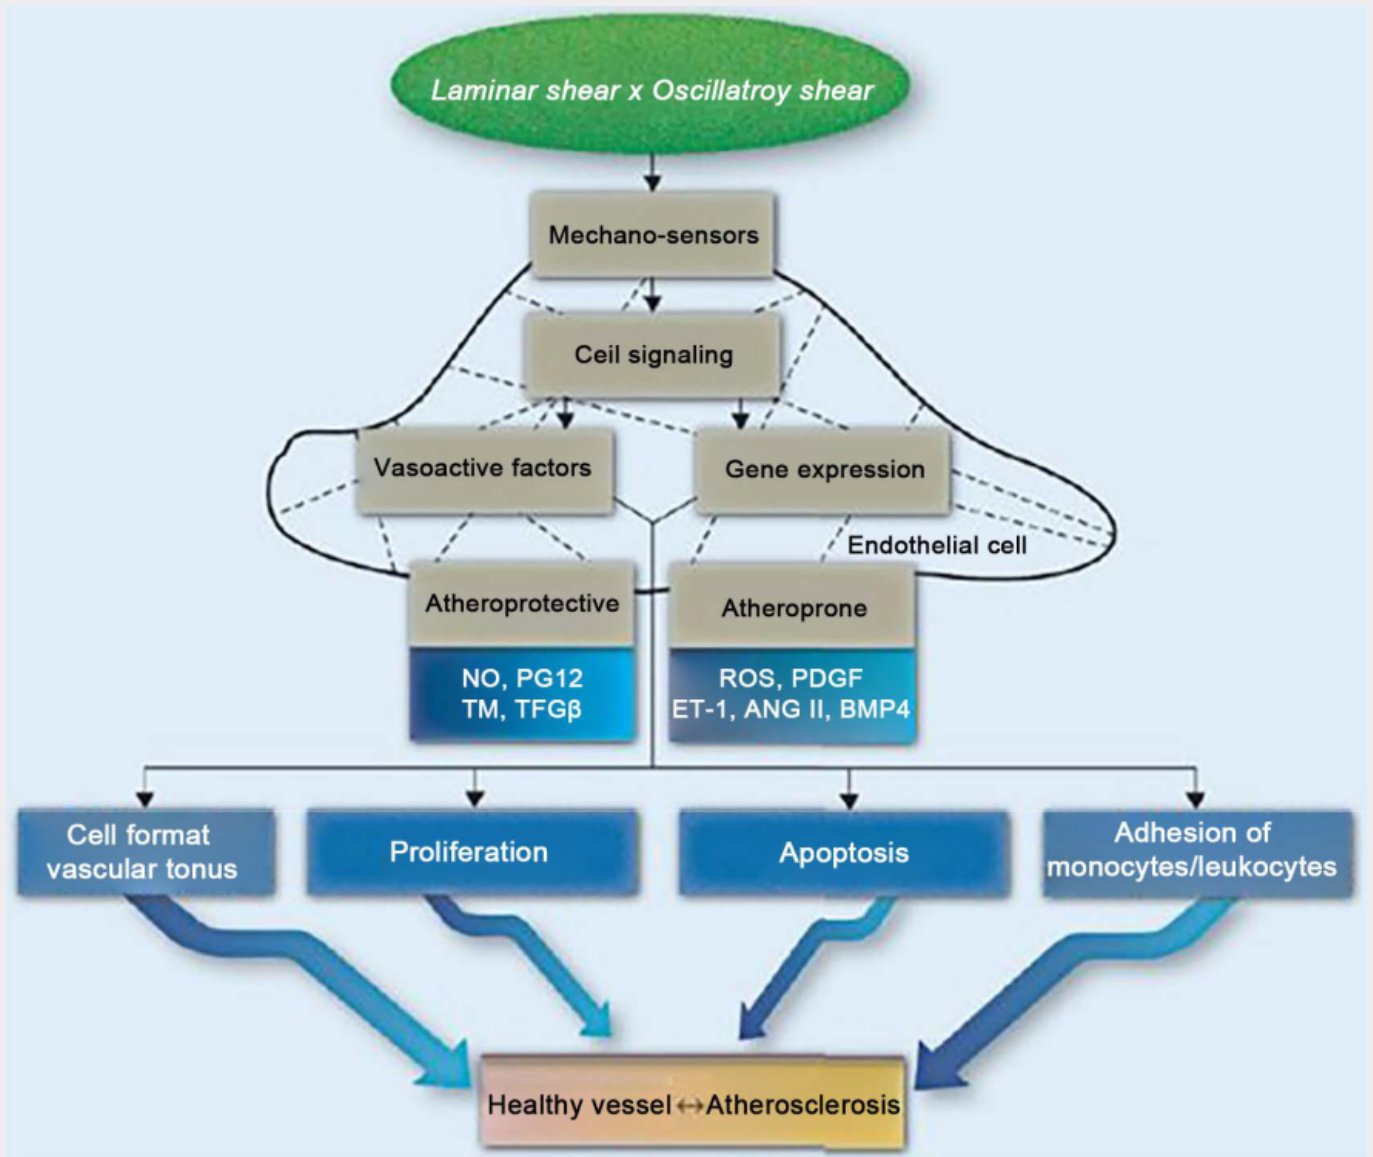 Laminar shear x Oscillatroy shear
Mechano-sensors
Ceil signaling
Vasoactive factors
Gene expression
Endothelial cell
Atheroprotective
Atheroprone
NO, PG12
TM, TFGβ
ROS, PDGF
ET-1, ANG II, BMP4
Cell format
vascular tonus
Proliferation
Apoptosis
Adhesion of
monocytes/leukocytes
Healthy vessel ↔ Atherosclerosis